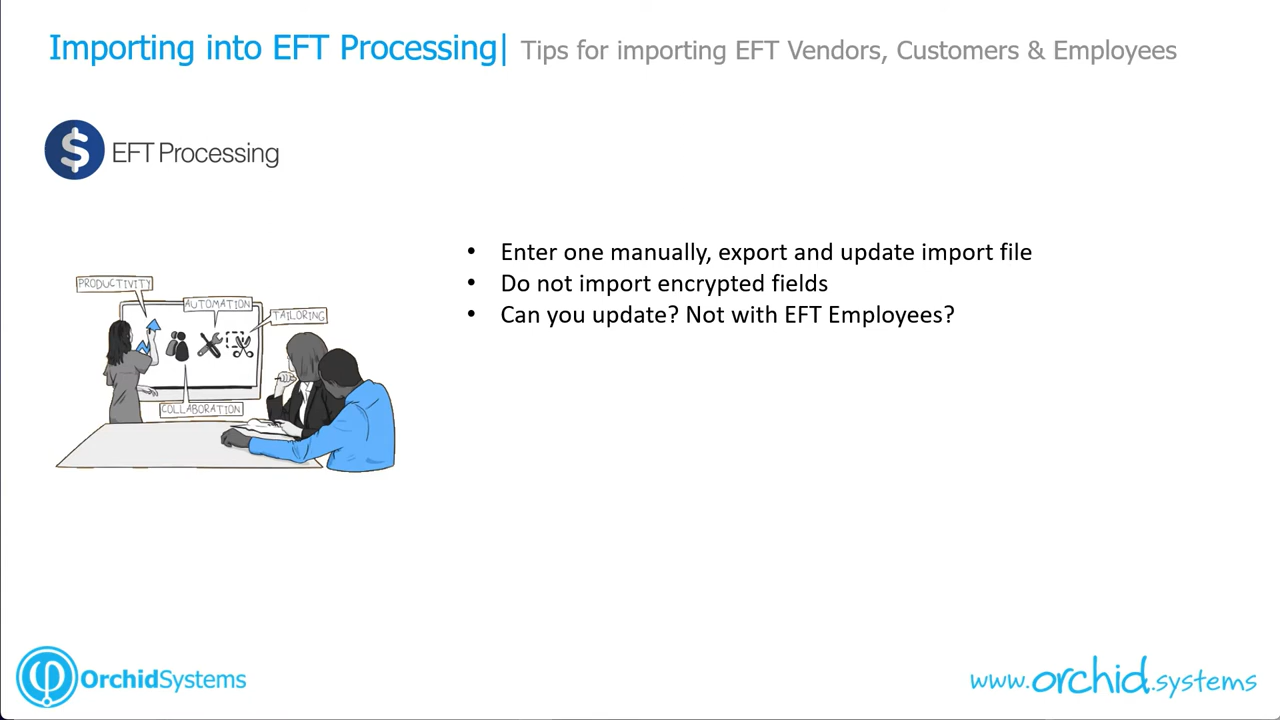 Importing into EFT Processing| Tips for importing EFT Vendors, Customers & Employees
$ EFT Processing
• Enter one manually, export and update import file
• Do not import encrypted fields
• Can you update? Not with EFT Employees?
PRODUCTIVITY
AUTOMATION
TAILORING
COLLABORATION
OrchidSystems
www.orchid.systems